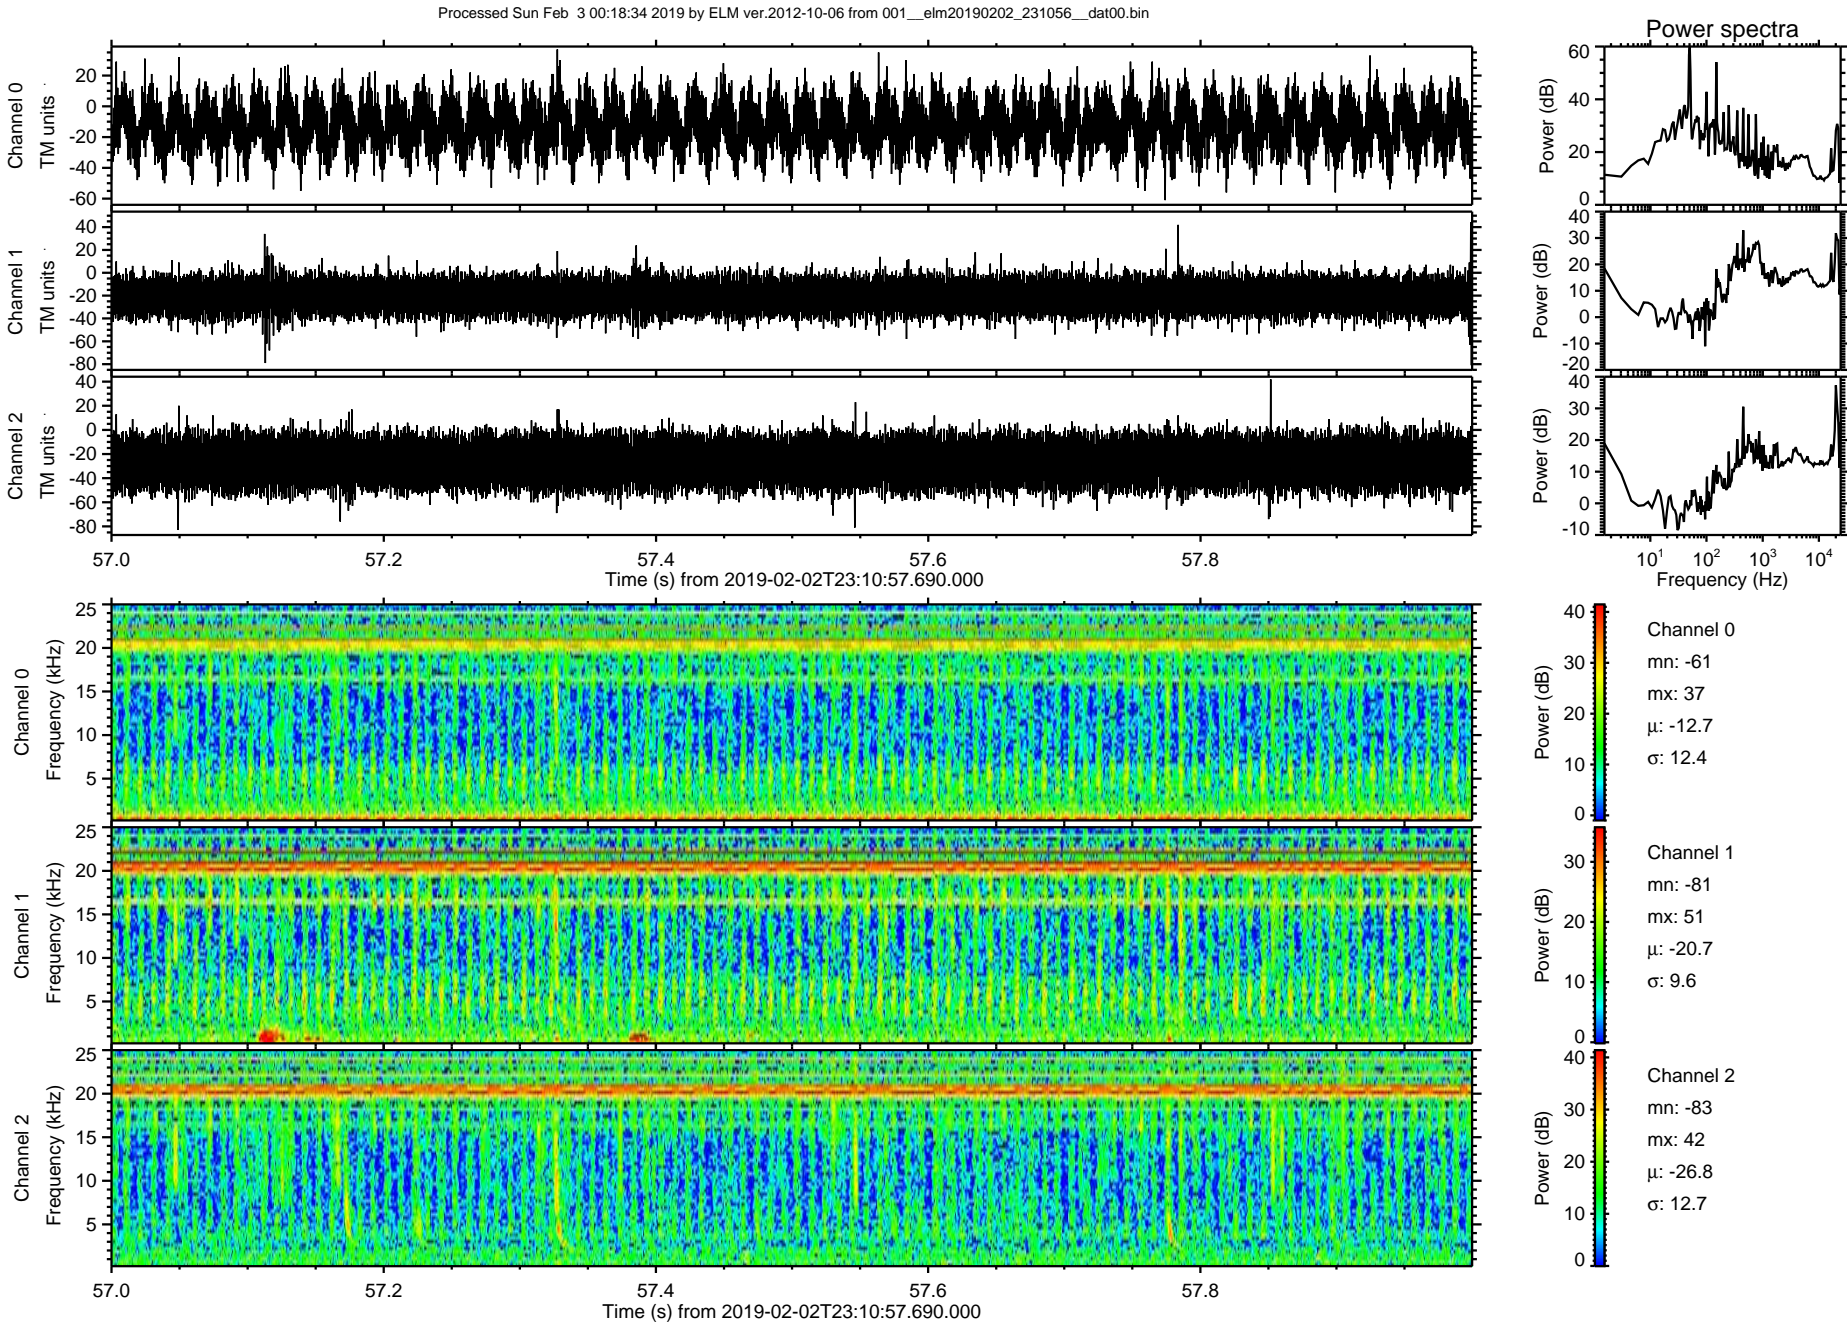 Processed Sun Feb  3 00:18:34 2019 by ELM ver.2012-10-06 from 001__elm20190202_231056__dat00.bin
Power spectra
Channel 0
TM units
20
0
-20
-40
-60
Power (dB)
60
40
20
0
Channel 1
TM units
40
20
0
-20
-40
-60
-80
Power (dB)
40
30
20
10
0
-10
-20
Channel 2
TM units
40
20
0
-20
-40
-60
-80
Power (dB)
40
30
20
10
0
-10
57.0 57.2 57.4 57.6 57.8
Time (s) from 2019-02-02T23:10:57.690.000
10^1 10^2 10^3 10^4
Frequency (Hz)
Channel 0
Frequency (kHz)
25
20
15
10
5
Power (dB)
40
30
20
10
0
Channel 0
mn: -61
mx: 37
μ: -12.7
σ: 12.4
Channel 1
Frequency (kHz)
25
20
15
10
5
Power (dB)
30
20
10
0
Channel 1
mn: -81
mx: 51
μ: -20.7
σ: 9.6
Channel 2
Frequency (kHz)
25
20
15
10
5
Power (dB)
40
30
20
10
0
Channel 2
mn: -83
mx: 42
μ: -26.8
σ: 12.7
57.0 57.2 57.4 57.6 57.8
Time (s) from 2019-02-02T23:10:57.690.000